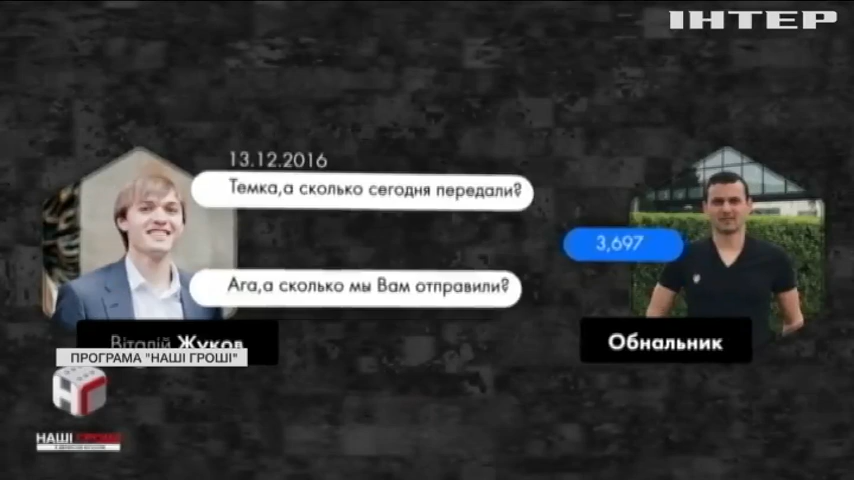 ІНТЕР
13.12.2016
Темка,а сколько сегодня передали?
3,697
Ага,а сколько мы Вам отправили?
Віталій Жуков
Обнальник
ПРОГРАМА "НАШІ ГРОШІ"
НГ
НАШІ ГРОШІ